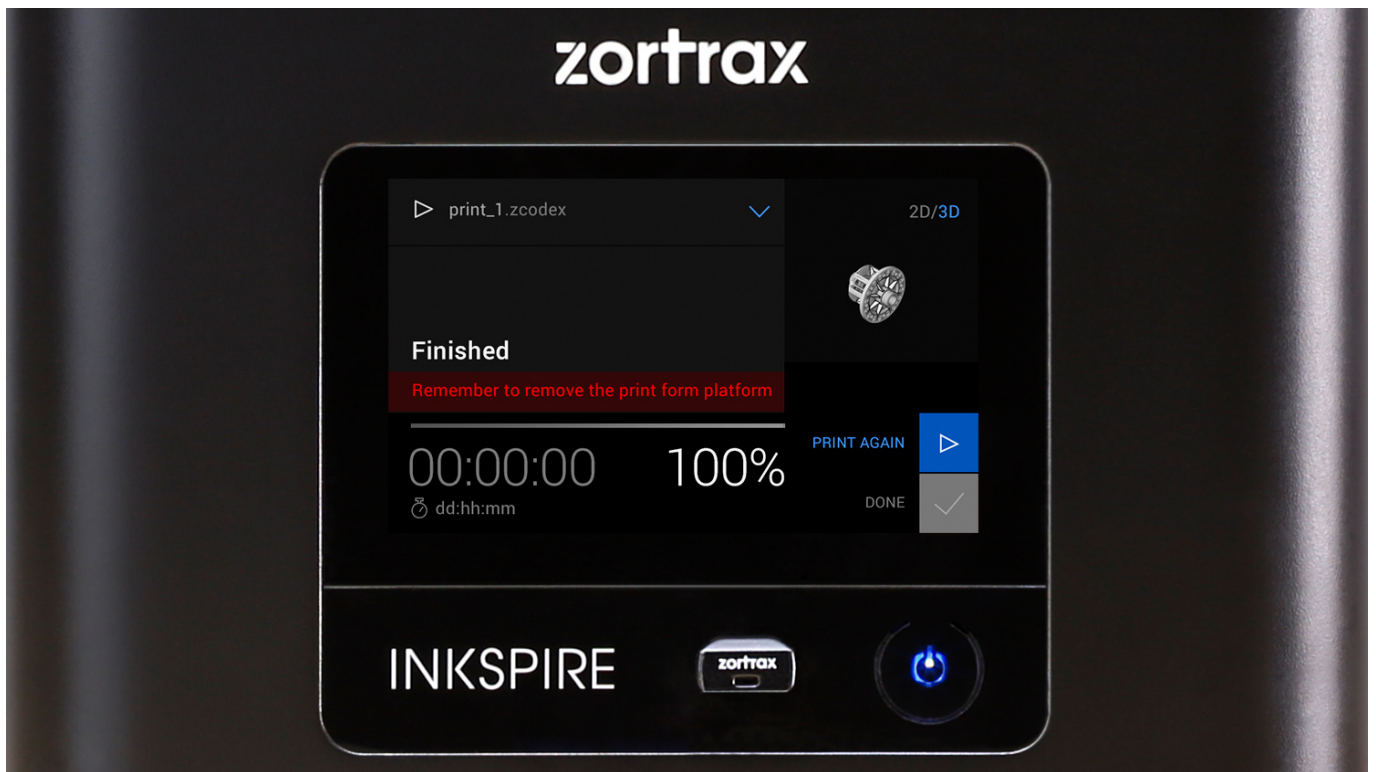 zortrax
print_1.zcodex
2D/3D
Finished
Remember to remove the print form platform
PRINT AGAIN
00:00:00 100%
DONE
dd:hh:mm
INKSPIRE
zortrax